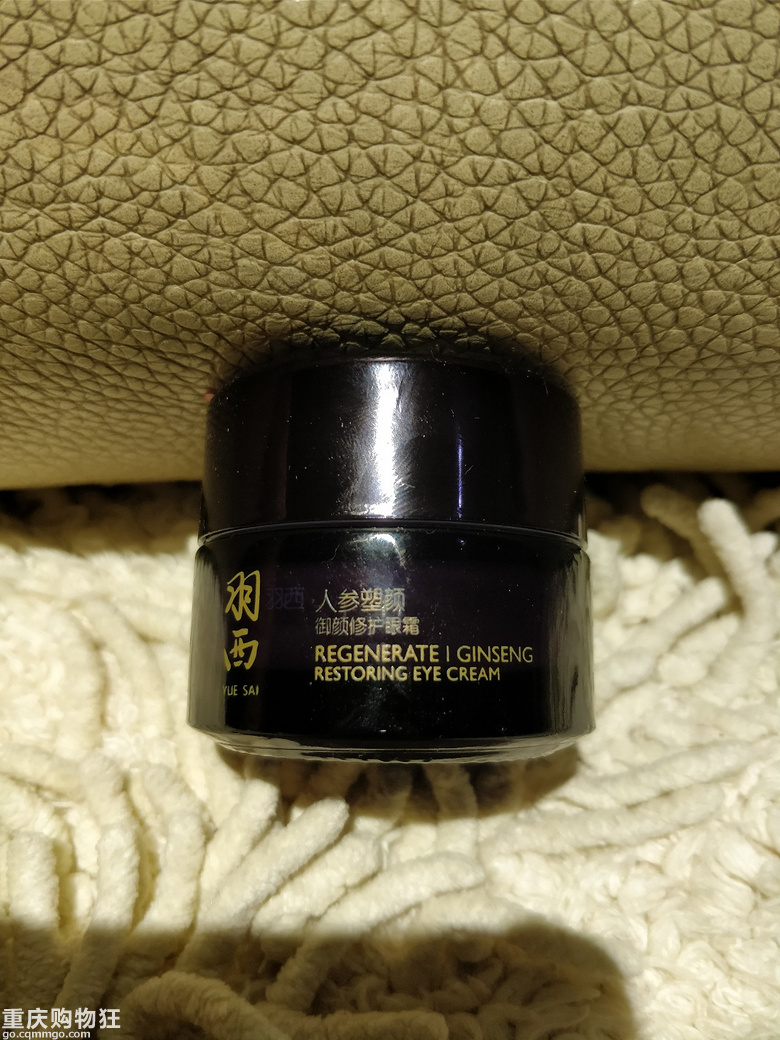 羽西
YUE SAI
羽西
人参塑颜
御颜修护眼霜
REGENERATE | GINSENG
RESTORING EYE CREAM
重庆购物狂
go.cqmmgo.com